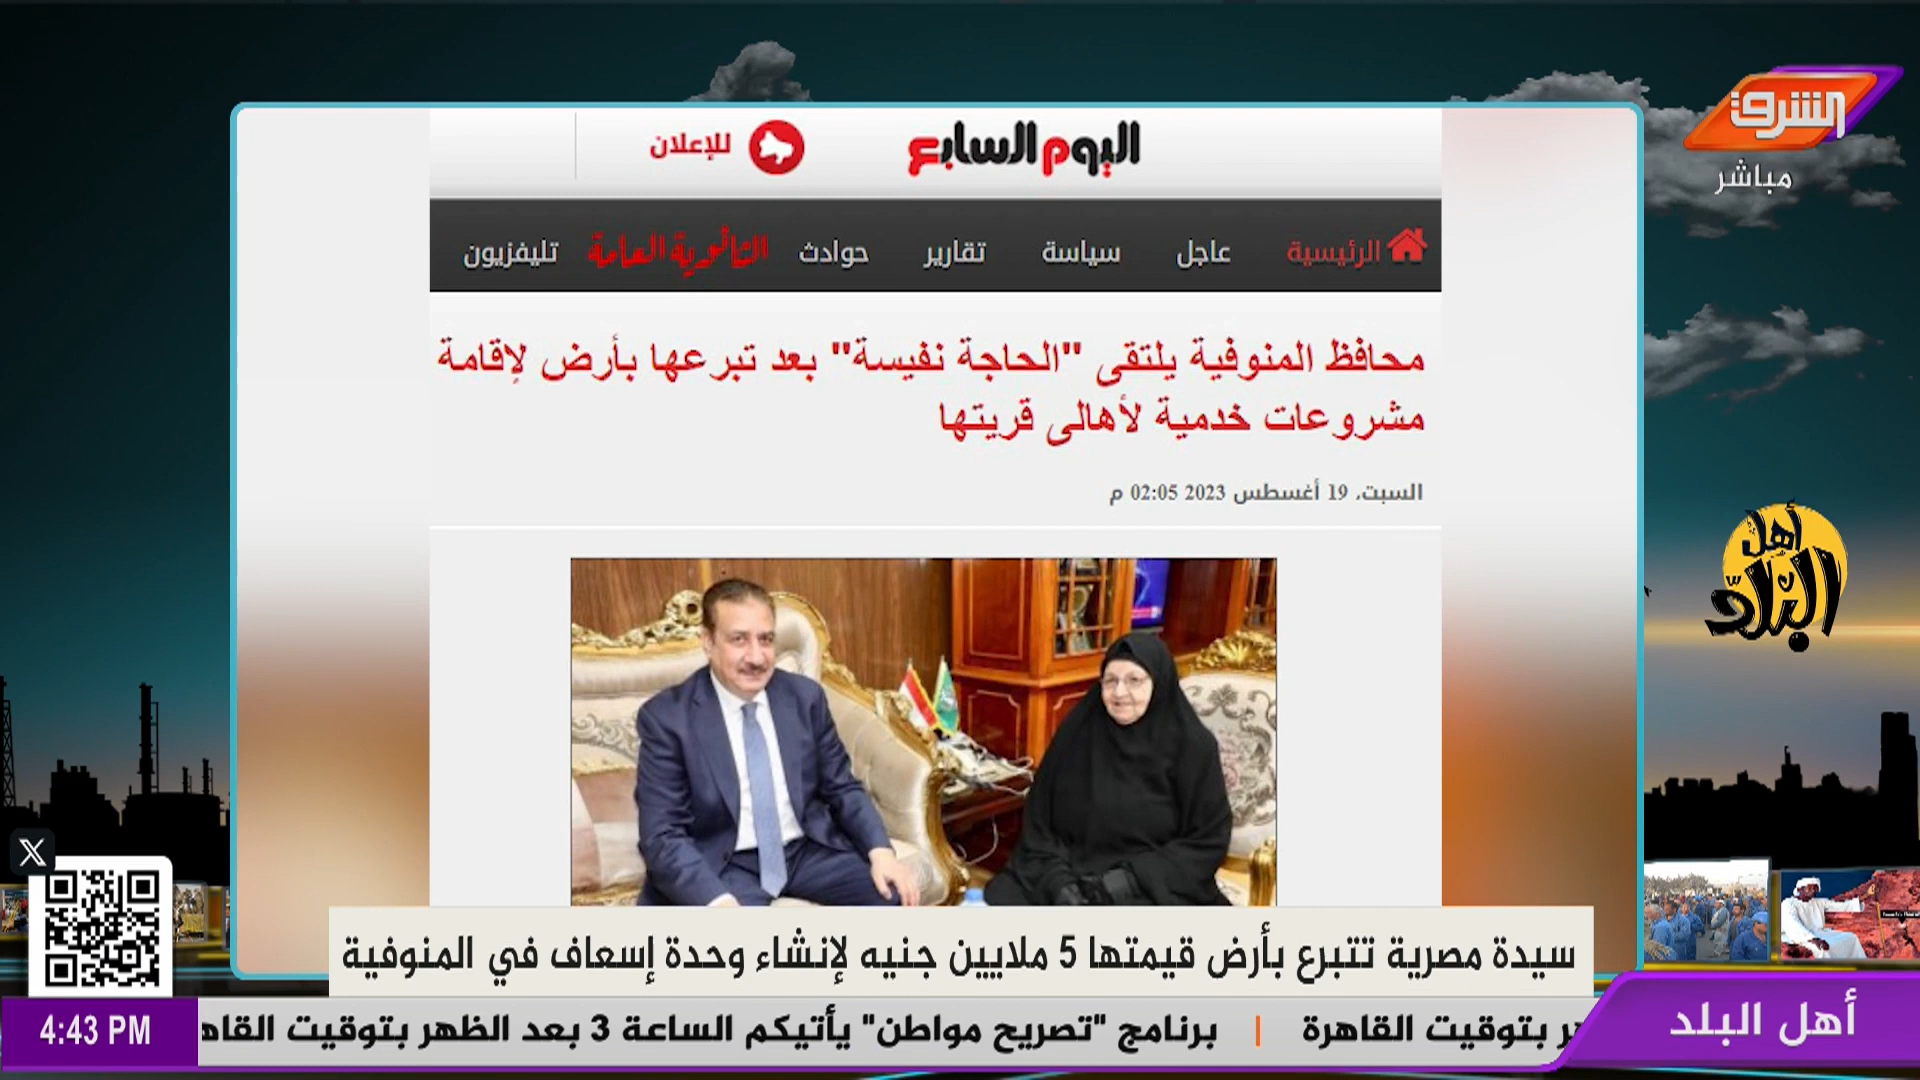 الشرق
مباشر
اليوم السابع
للإعلان
الرئيسية عاجل سياسة تقارير حوادث الثانوية العامة تليفزيون
محافظ المنوفية يلتقى "الحاجة نفيسة" بعد تبرعها بأرض لإقامة
مشروعات خدمية لأهالى قريتها
السبت، 19 أغسطس 2023 02:05 م
أهل
البلد
سيدة مصرية تتبرع بأرض قيمتها 5 ملايين جنيه لإنشاء وحدة إسعاف في المنوفية
أهل البلد
ر بتوقيت القاهرة | برنامج "تصريح مواطن" يأتيكم الساعة 3 بعد الظهر بتوقيت القاه
4:43 PM